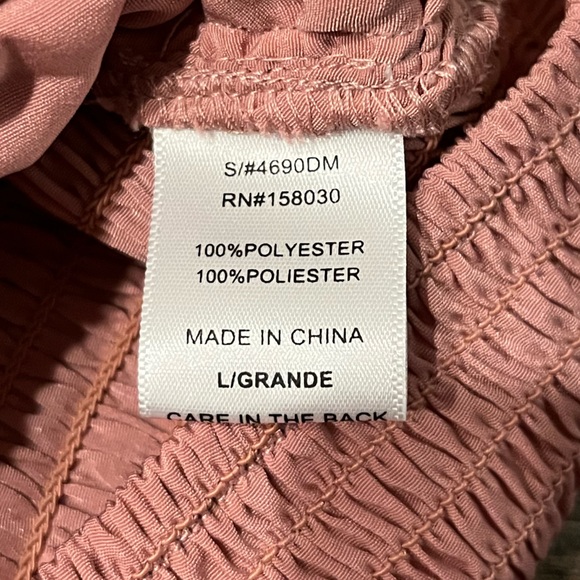 S/#4690DM
RN#158030
100%POLYESTER
100%POLIESTER
MADE IN CHINA
L/GRANDE
CARE IN THE BACK